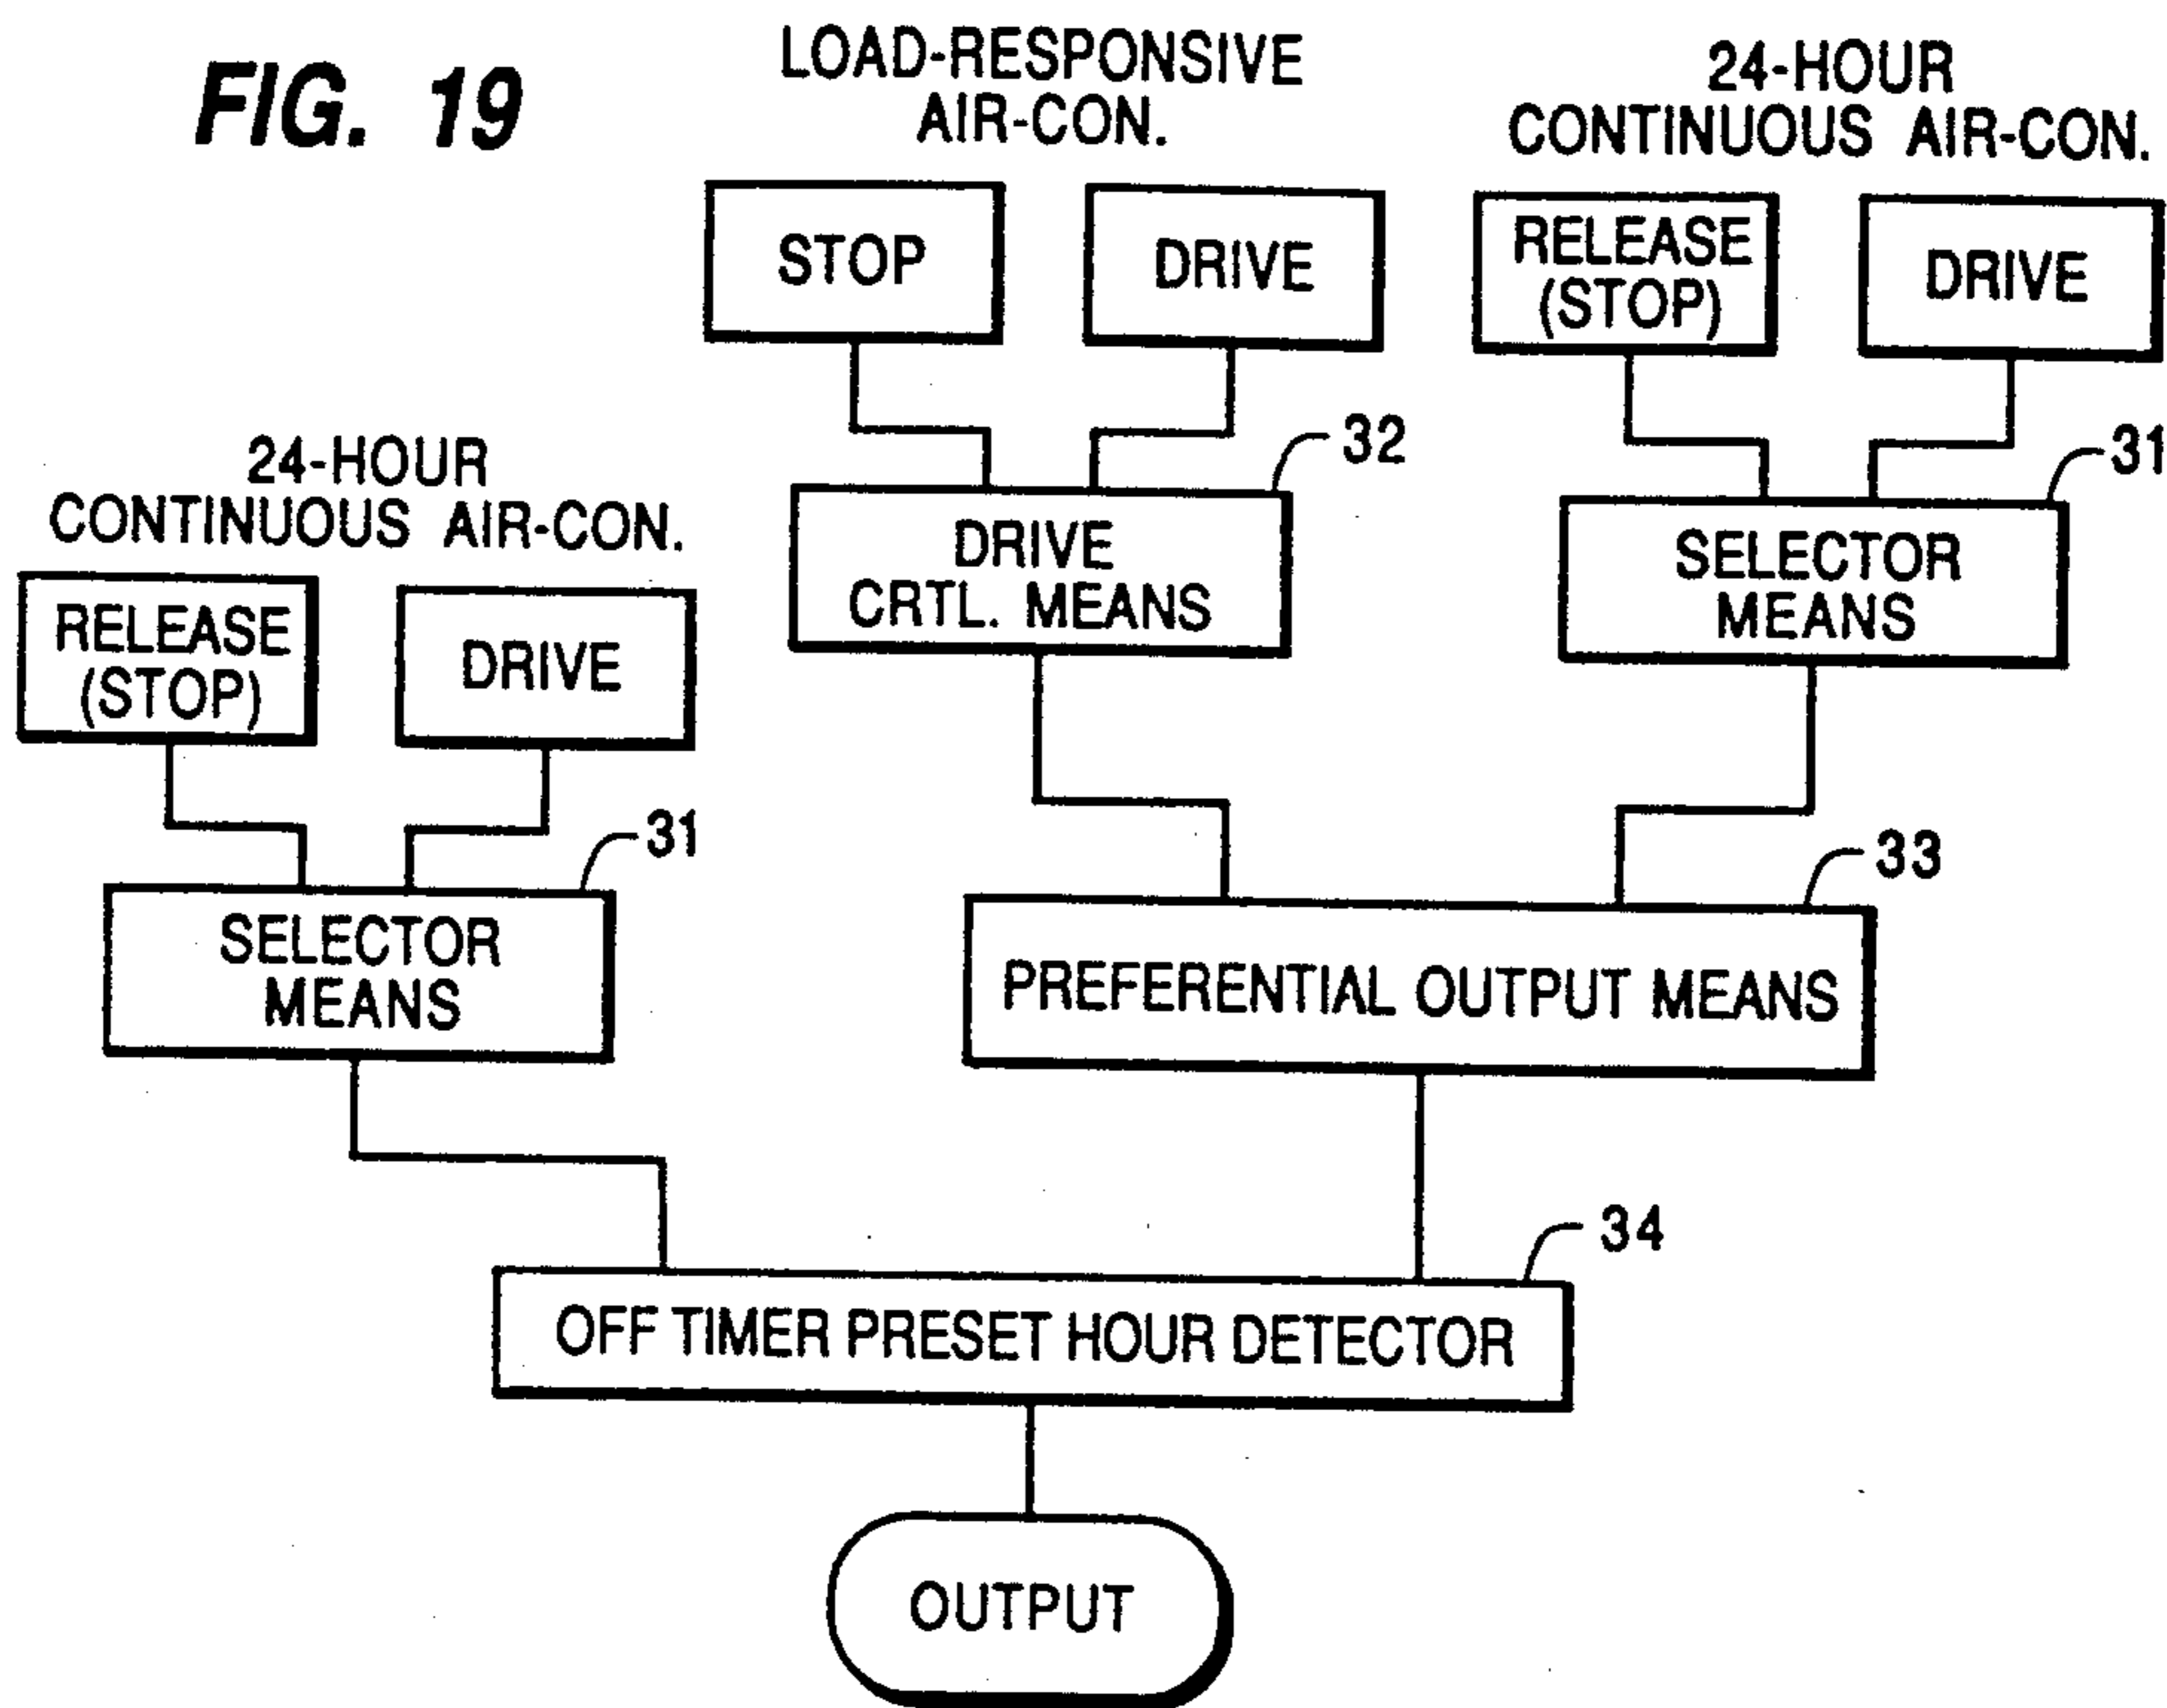 FIG. 19
LOAD-RESPONSIVE
AIR-CON.
24-HOUR
CONTINUOUS AIR-CON.
STOP
DRIVE
RELEASE
(STOP)
DRIVE
32
31
24-HOUR
CONTINUOUS AIR-CON.
DRIVE
CRTL. MEANS
SELECTOR
MEANS
RELEASE
(STOP)
DRIVE
31
33
SELECTOR
MEANS
PREFERENTIAL OUTPUT MEANS
34
OFF TIMER PRESET HOUR DETECTOR
OUTPUT